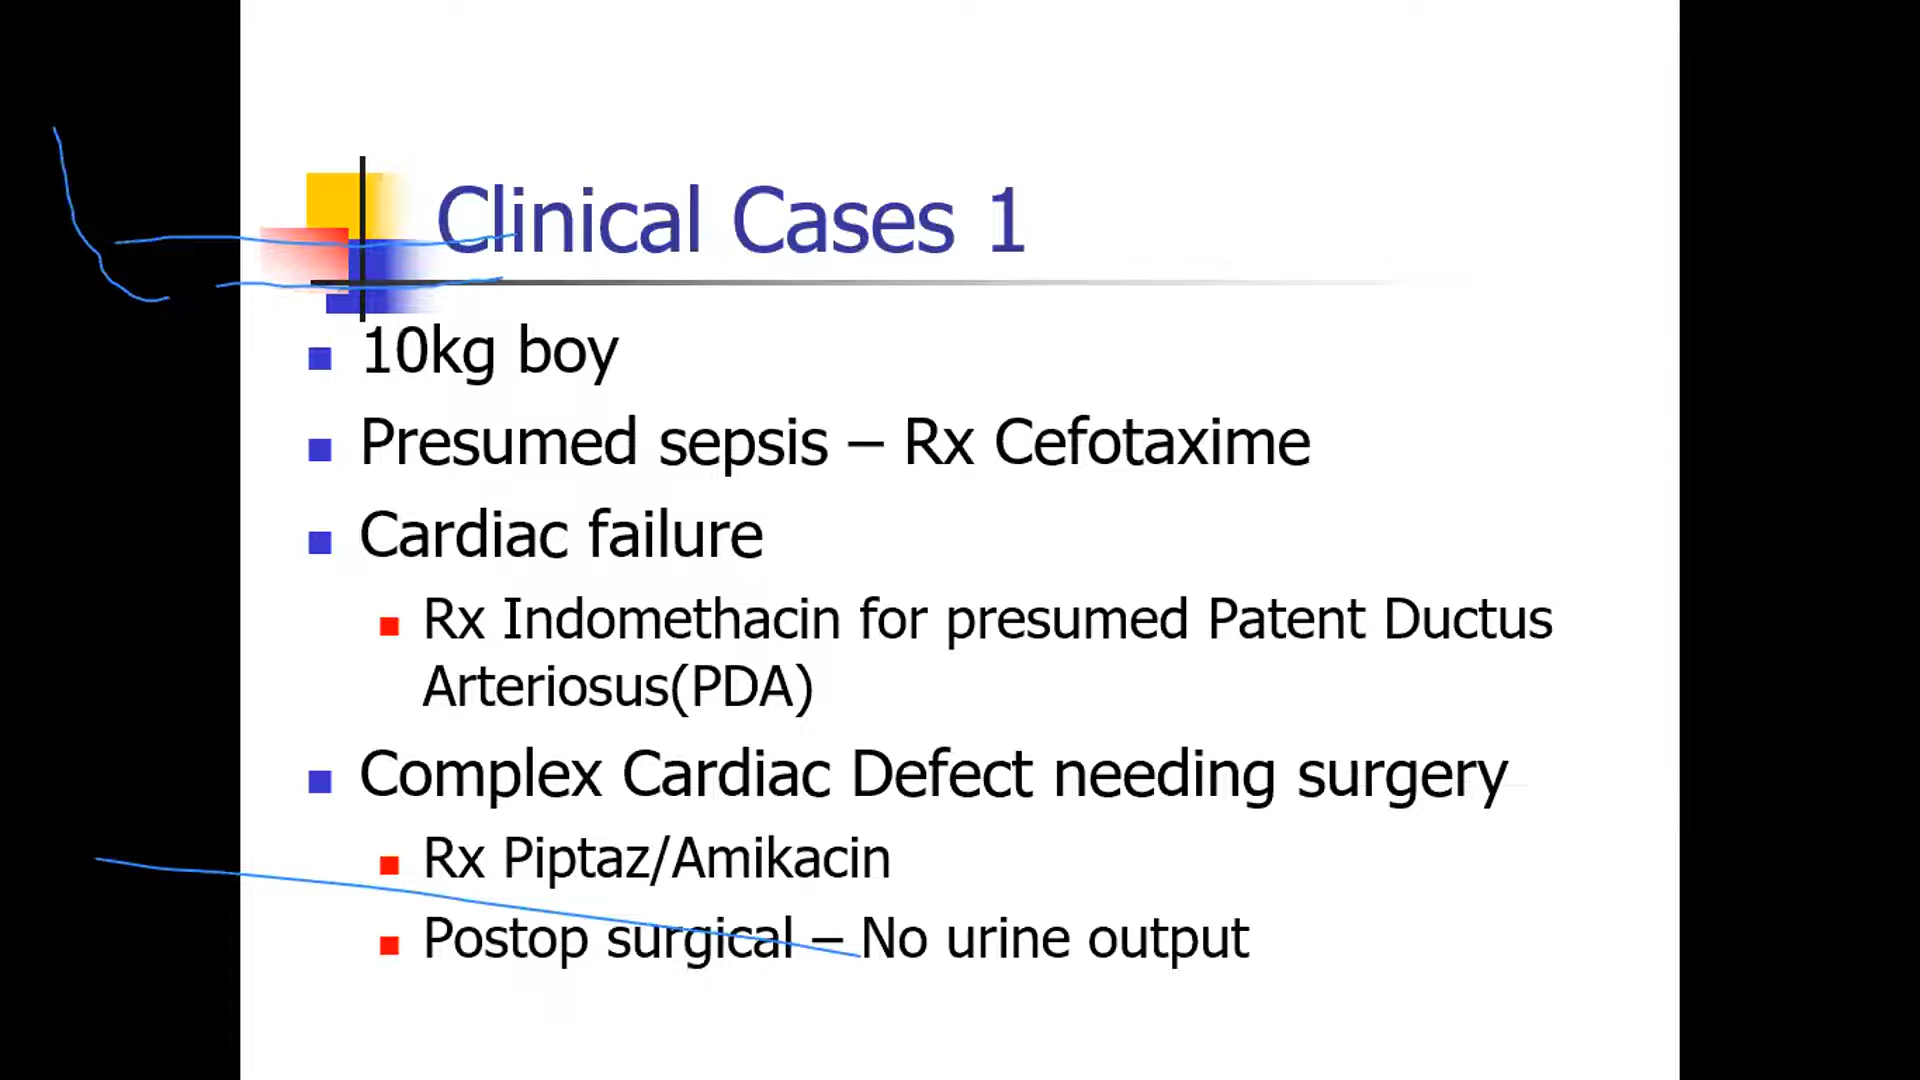 Clinical Cases 1
10kg boy
Presumed sepsis – Rx Cefotaxime
Cardiac failure
Rx Indomethacin for presumed Patent Ductus
Arteriosus(PDA)
Complex Cardiac Defect needing surgery
Rx Piptaz/Amikacin
Postop surgical – No urine output